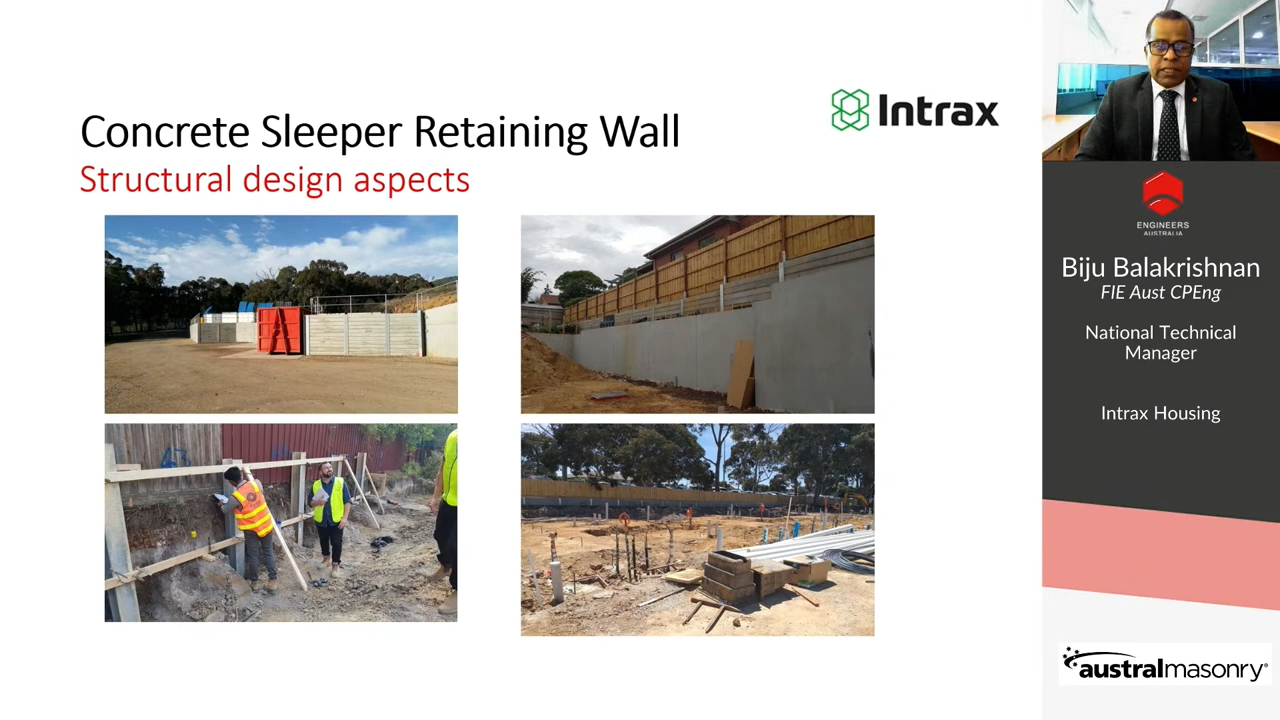 Concrete Sleeper Retaining Wall
Structural design aspects
Intrax
ENGINEERS
AUSTRALIA
Biju Balakrishnan
FIE Aust CPEng
National Technical
Manager
Intrax Housing
australmasonry®